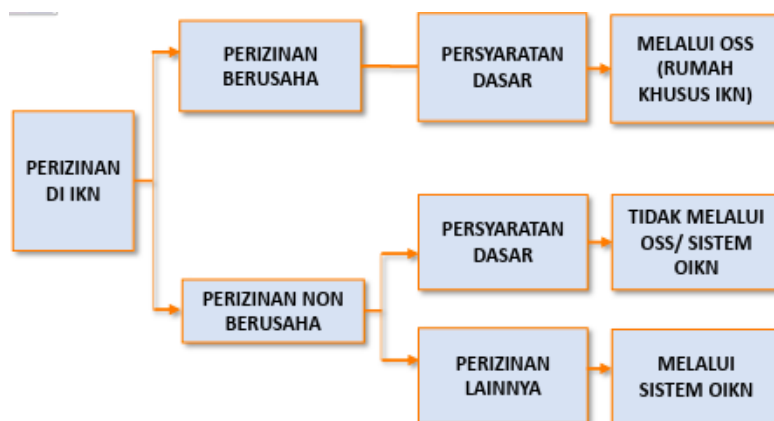 PERIZINAN
DI IKN
PERIZINAN
BERUSAHA
PERSYARATAN
DASAR
MELALUI OSS
(RUMAH
KHUSUS IKN)
PERIZINAN NON
BERUSAHA
PERSYARATAN
DASAR
TIDAK MELALUI
OSS/ SISTEM
OIKN
PERIZINAN
LAINNYA
MELALUI
SISTEM OIKN